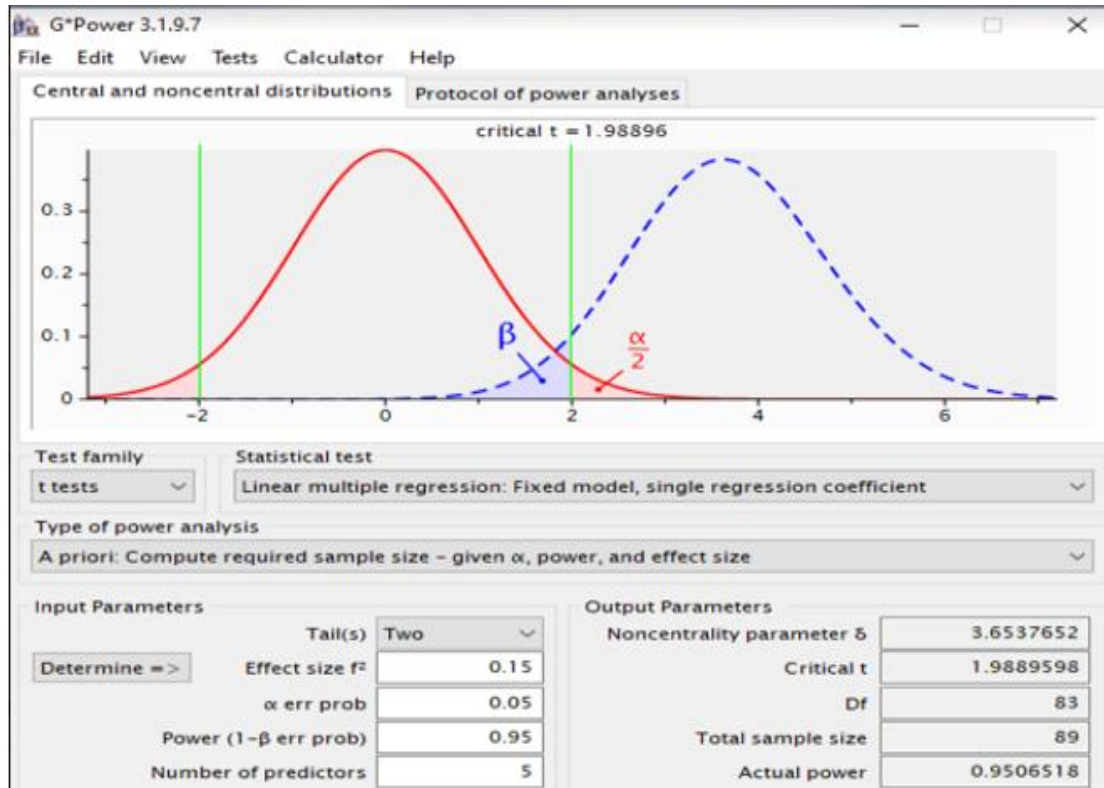 G*Power 3.1.9.7
File Edit View Tests Calculator Help
Central and noncentral distributions Protocol of power analyses
critical t = 1.98896
0.3
0.2
0.1
0
β
α
2
-2 0 2 4 6
Test family Statistical test
t tests Linear multiple regression: Fixed model, single regression coefficient
Type of power analysis
A priori: Compute required sample size - given α, power, and effect size
Input Parameters Output Parameters
Tail(s) Two Noncentrality parameter δ 3.6537652
Determine => Effect size f² 0.15 Critical t 1.9889598
α err prob 0.05 Df 83
Power (1-β err prob) 0.95 Total sample size 89
Number of predictors 5 Actual power 0.9506518